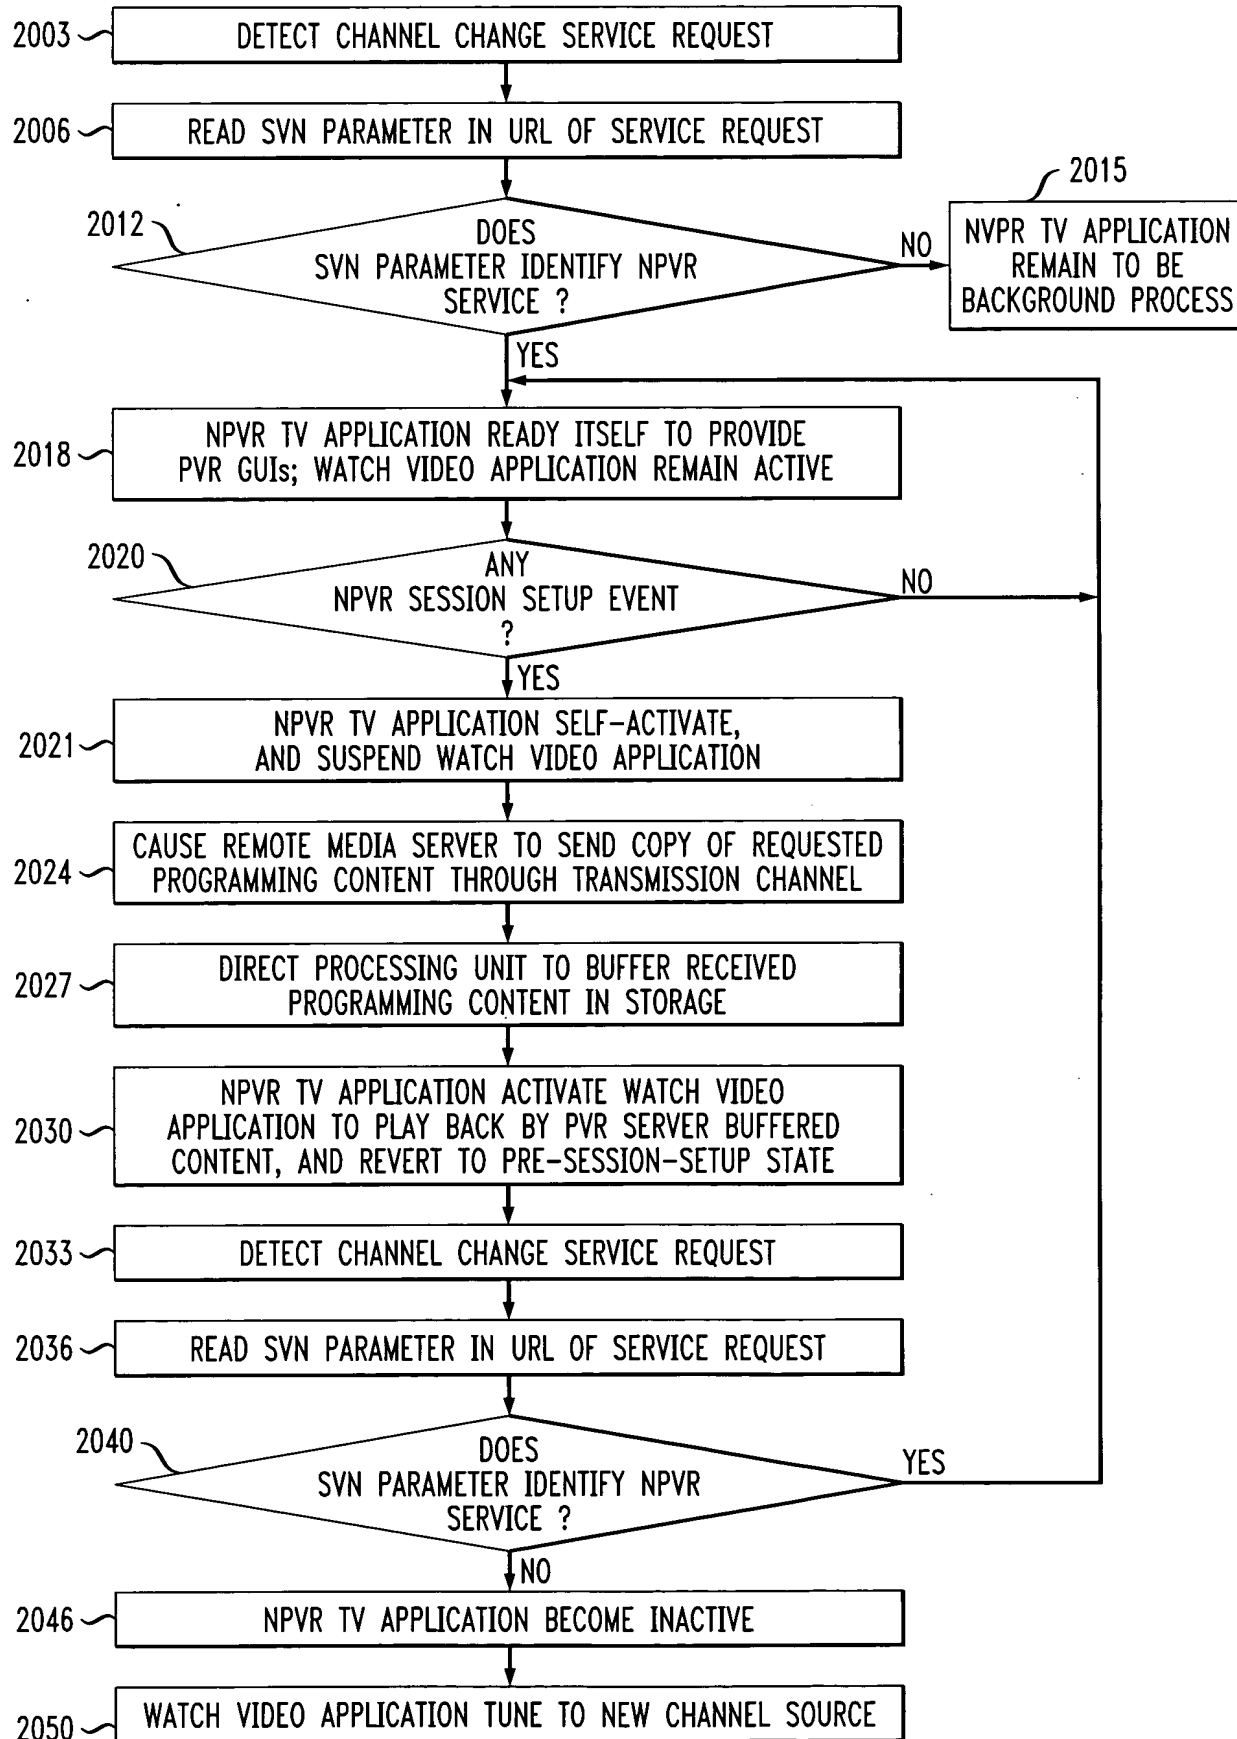 2003
DETECT CHANNEL CHANGE SERVICE REQUEST
2006
READ SVN PARAMETER IN URL OF SERVICE REQUEST
2012
DOES
SVN PARAMETER IDENTIFY NPVR
SERVICE ?
NO
2015
NVPR TV APPLICATION
REMAIN TO BE
BACKGROUND PROCESS
YES
2018
NPVR TV APPLICATION READY ITSELF TO PROVIDE
PVR GUIs; WATCH VIDEO APPLICATION REMAIN ACTIVE
2020
ANY
NPVR SESSION SETUP EVENT
?
NO
YES
2021
NPVR TV APPLICATION SELF-ACTIVATE,
AND SUSPEND WATCH VIDEO APPLICATION
2024
CAUSE REMOTE MEDIA SERVER TO SEND COPY OF REQUESTED
PROGRAMMING CONTENT THROUGH TRANSMISSION CHANNEL
2027
DIRECT PROCESSING UNIT TO BUFFER RECEIVED
PROGRAMMING CONTENT IN STORAGE
2030
NPVR TV APPLICATION ACTIVATE WATCH VIDEO
APPLICATION TO PLAY BACK BY PVR SERVER BUFFERED
CONTENT, AND REVERT TO PRE-SESSION-SETUP STATE
2033
DETECT CHANNEL CHANGE SERVICE REQUEST
2036
READ SVN PARAMETER IN URL OF SERVICE REQUEST
2040
DOES
SVN PARAMETER IDENTIFY NPVR
SERVICE ?
YES
NO
2046
NPVR TV APPLICATION BECOME INACTIVE
2050
WATCH VIDEO APPLICATION TUNE TO NEW CHANNEL SOURCE